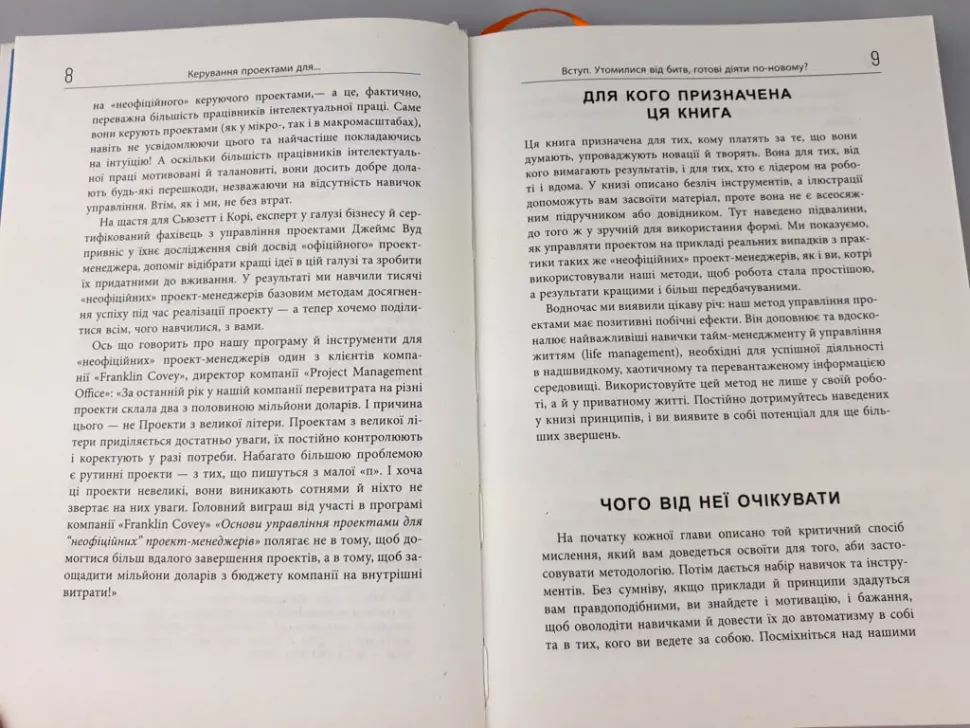 8
Керування проектами для...
на «неофіційного» керуючого проектами,— а це, фактично,
переважна більшість працівників інтелектуальної праці. Саме
вони керують проектами (як у мікро-, так і в макромасштабах),
навіть не усвідомлюючи цього та найчастіше покладаючись
на інтуїцію! А оскільки більшість працівників інтелектуаль-
ної праці мотивовані й талановиті, вони досить добре дола-
ють будь-які перешкоди, незважаючи на відсутність навичок
управління. Втім, як і ми, не без втрат.
На щастя для Сьюзетт і Корі, експерт у галузі бізнесу й сер-
тифікований фахівець з управління проектами Джеймс Вуд
привніс у їхнє дослідження свій досвід «офіційного» проект-
менеджера, допоміг відібрати кращі ідеї в цій галузі та зробити
їх придатними до вживання. У результаті ми навчили тисячі
«неофіційних» проект-менеджерів базовим методам досягнен-
ня успіху під час реалізації проекту — а тепер хочемо поділи-
тися всім, чого навчилися, з вами.
Ось що говорить про нашу програму й інструменти для
«неофіційних» проект-менеджерів один з клієнтів компа-
нії «Franklin Covey», директор компанії «Project Management
Office»: «За останній рік у нашій компанії перевитрата на різні
проекти склала два з половиною мільйони доларів. І причина
цього — не Проекти з великої літери. Проектам з великої лі-
тери приділяється достатньо уваги, їх постійно контролюють
і коректують у разі потреби. Набагато більшою проблемою
є рутинні проекти — з тих, що пишуться з малої «п». І хоча
ці проекти невеликі, вони виникають сотнями й ніхто не
звертає на них уваги. Головний виграш від участі в програмі
компанії «Franklin Covey» «Основи управління проектами для
"неофіційних" проект-менеджерів» полягає не в тому, щоб до-
могтися більш вдалого завершення проектів, а в тому, щоб за-
ощадити мільйони доларів з бюджету компанії на внутрішні
витрати!»
Вступ. Утомилися від битв, готові діяти по-новому?
9
ДЛЯ КОГО ПРИЗНАЧЕНА
ЦЯ КНИГА
Ця книга призначена для тих, кому платять за те, що вони
думають, упроваджують новації й творять. Вона для тих, від
кого вимагають результатів, і для тих, хто є лідером на робо-
ті і вдома. У книзі описано безліч інструментів, а ілюстрації
допоможуть вам засвоїти матеріал, проте вона не є всеосяж-
ним підручником або довідником. Тут наведено підвалини,
до того ж у зручній для використання формі. Ми показуємо,
як управляти проектом на прикладі реальних випадків з прак-
тики таких же «неофіційних» проект-менеджерів, як і ви, котрі
використовували наші методи, щоб робота стала простішою,
а результати кращими і більш передбачуваними.
Водночас ми виявили цікаву річ: наш метод управління про-
ектами має позитивні побічні ефекти. Він доповнює та вдоско-
налює найважливіші навички тайм-менеджменту й управління
життям (life management), необхідні для успішної діяльності
в надшвидкому, хаотичному та перевантаженому інформацією
середовищі. Використовуйте цей метод не лише у своїй робо-
ті, а й у приватному житті. Постійно дотримуйтесь наведених
у книзі принципів, і ви виявите в собі потенціал для ще біль-
ших звершень.
ЧОГО ВІД НЕЇ ОЧІКУВАТИ
На початку кожної глави описано той критичний спосіб
мислення, який вам доведеться освоїти для того, аби засто-
совувати методологію. Потім дається набір навичок та інстру-
ментів. Без сумніву, якщо приклади й принципи здадуться
вам правдоподібними, ви знайдете і мотивацію, і бажання,
щоб оволодіти навичками й довести їх до автоматизму в собі
та в тих, кого ви ведете за собою. Посміхніться над нашими